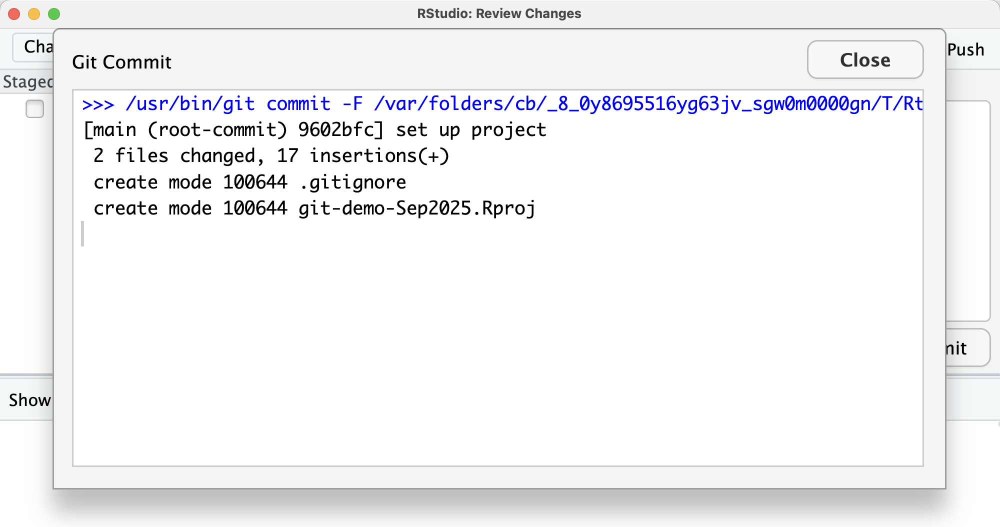 RStudio: Review Changes
Push
Git Commit
Close
Staged
>>> /usr/bin/git commit -F /var/folders/cb/_8_0y8695516yg63jv_sgw0m0000gn/T/Rt
[main (root-commit) 9602bfc] set up project
2 files changed, 17 insertions(+)
create mode 100644 .gitignore
create mode 100644 git-demo-Sep2025.Rproj
Show